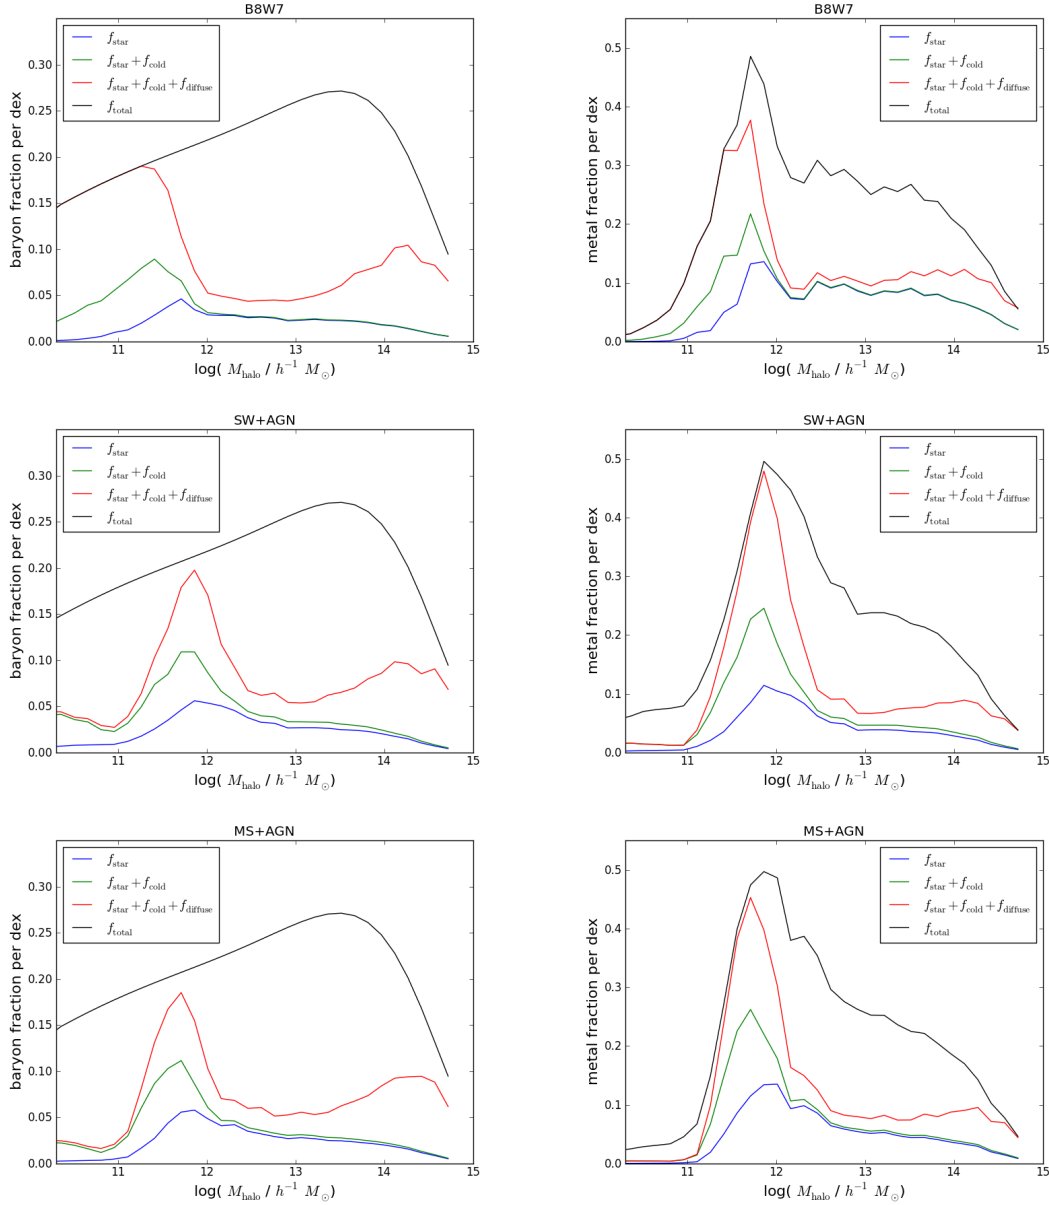 B8W7
baryon fraction per dex
0.30
0.25
0.20
0.15
0.10
0.05
0.00
f_star
f_star + f_cold
f_star + f_cold + f_diffuse
f_total
11 12 13 14 15
log( M_halo / h^{-1} M_⊙)
B8W7
metal fraction per dex
0.5
0.4
0.3
0.2
0.1
0.0
f_star
f_star + f_cold
f_star + f_cold + f_diffuse
f_total
11 12 13 14 15
log( M_halo / h^{-1} M_⊙)
SW+AGN
baryon fraction per dex
0.30
0.25
0.20
0.15
0.10
0.05
0.00
f_star
f_star + f_cold
f_star + f_cold + f_diffuse
f_total
11 12 13 14 15
log( M_halo / h^{-1} M_⊙)
SW+AGN
metal fraction per dex
0.5
0.4
0.3
0.2
0.1
0.0
f_star
f_star + f_cold
f_star + f_cold + f_diffuse
f_total
11 12 13 14 15
log( M_halo / h^{-1} M_⊙)
MS+AGN
baryon fraction per dex
0.30
0.25
0.20
0.15
0.10
0.05
0.00
f_star
f_star + f_cold
f_star + f_cold + f_diffuse
f_total
11 12 13 14 15
log( M_halo / h^{-1} M_⊙)
MS+AGN
metal fraction per dex
0.5
0.4
0.3
0.2
0.1
0.0
f_star
f_star + f_cold
f_star + f_cold + f_diffuse
f_total
11 12 13 14 15
log( M_halo / h^{-1} M_⊙)